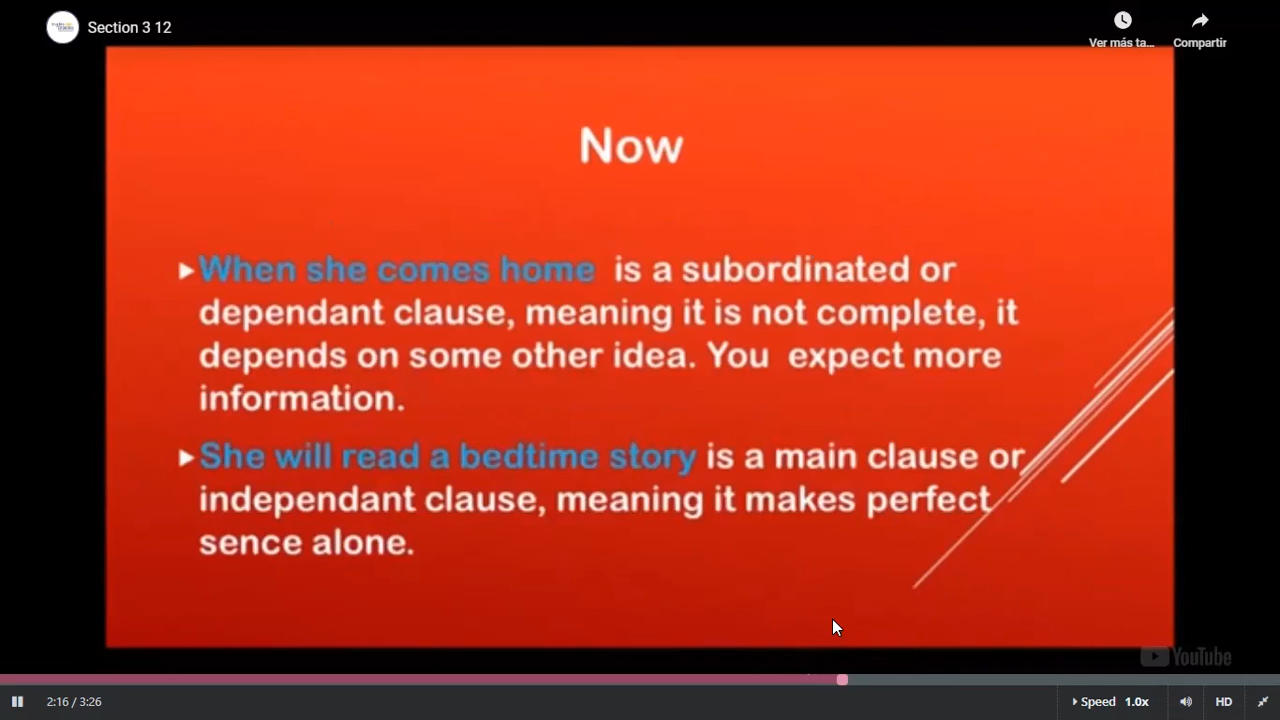 Section 3 12
Ver más ta...
Compartir
Now
When she comes home is a subordinated or
dependant clause, meaning it is not complete, it
depends on some other idea. You expect more
information.
She will read a bedtime story is a main clause or
independant clause, meaning it makes perfect
sence alone.
YouTube
2:16 / 3:26
Speed 1.0x
HD